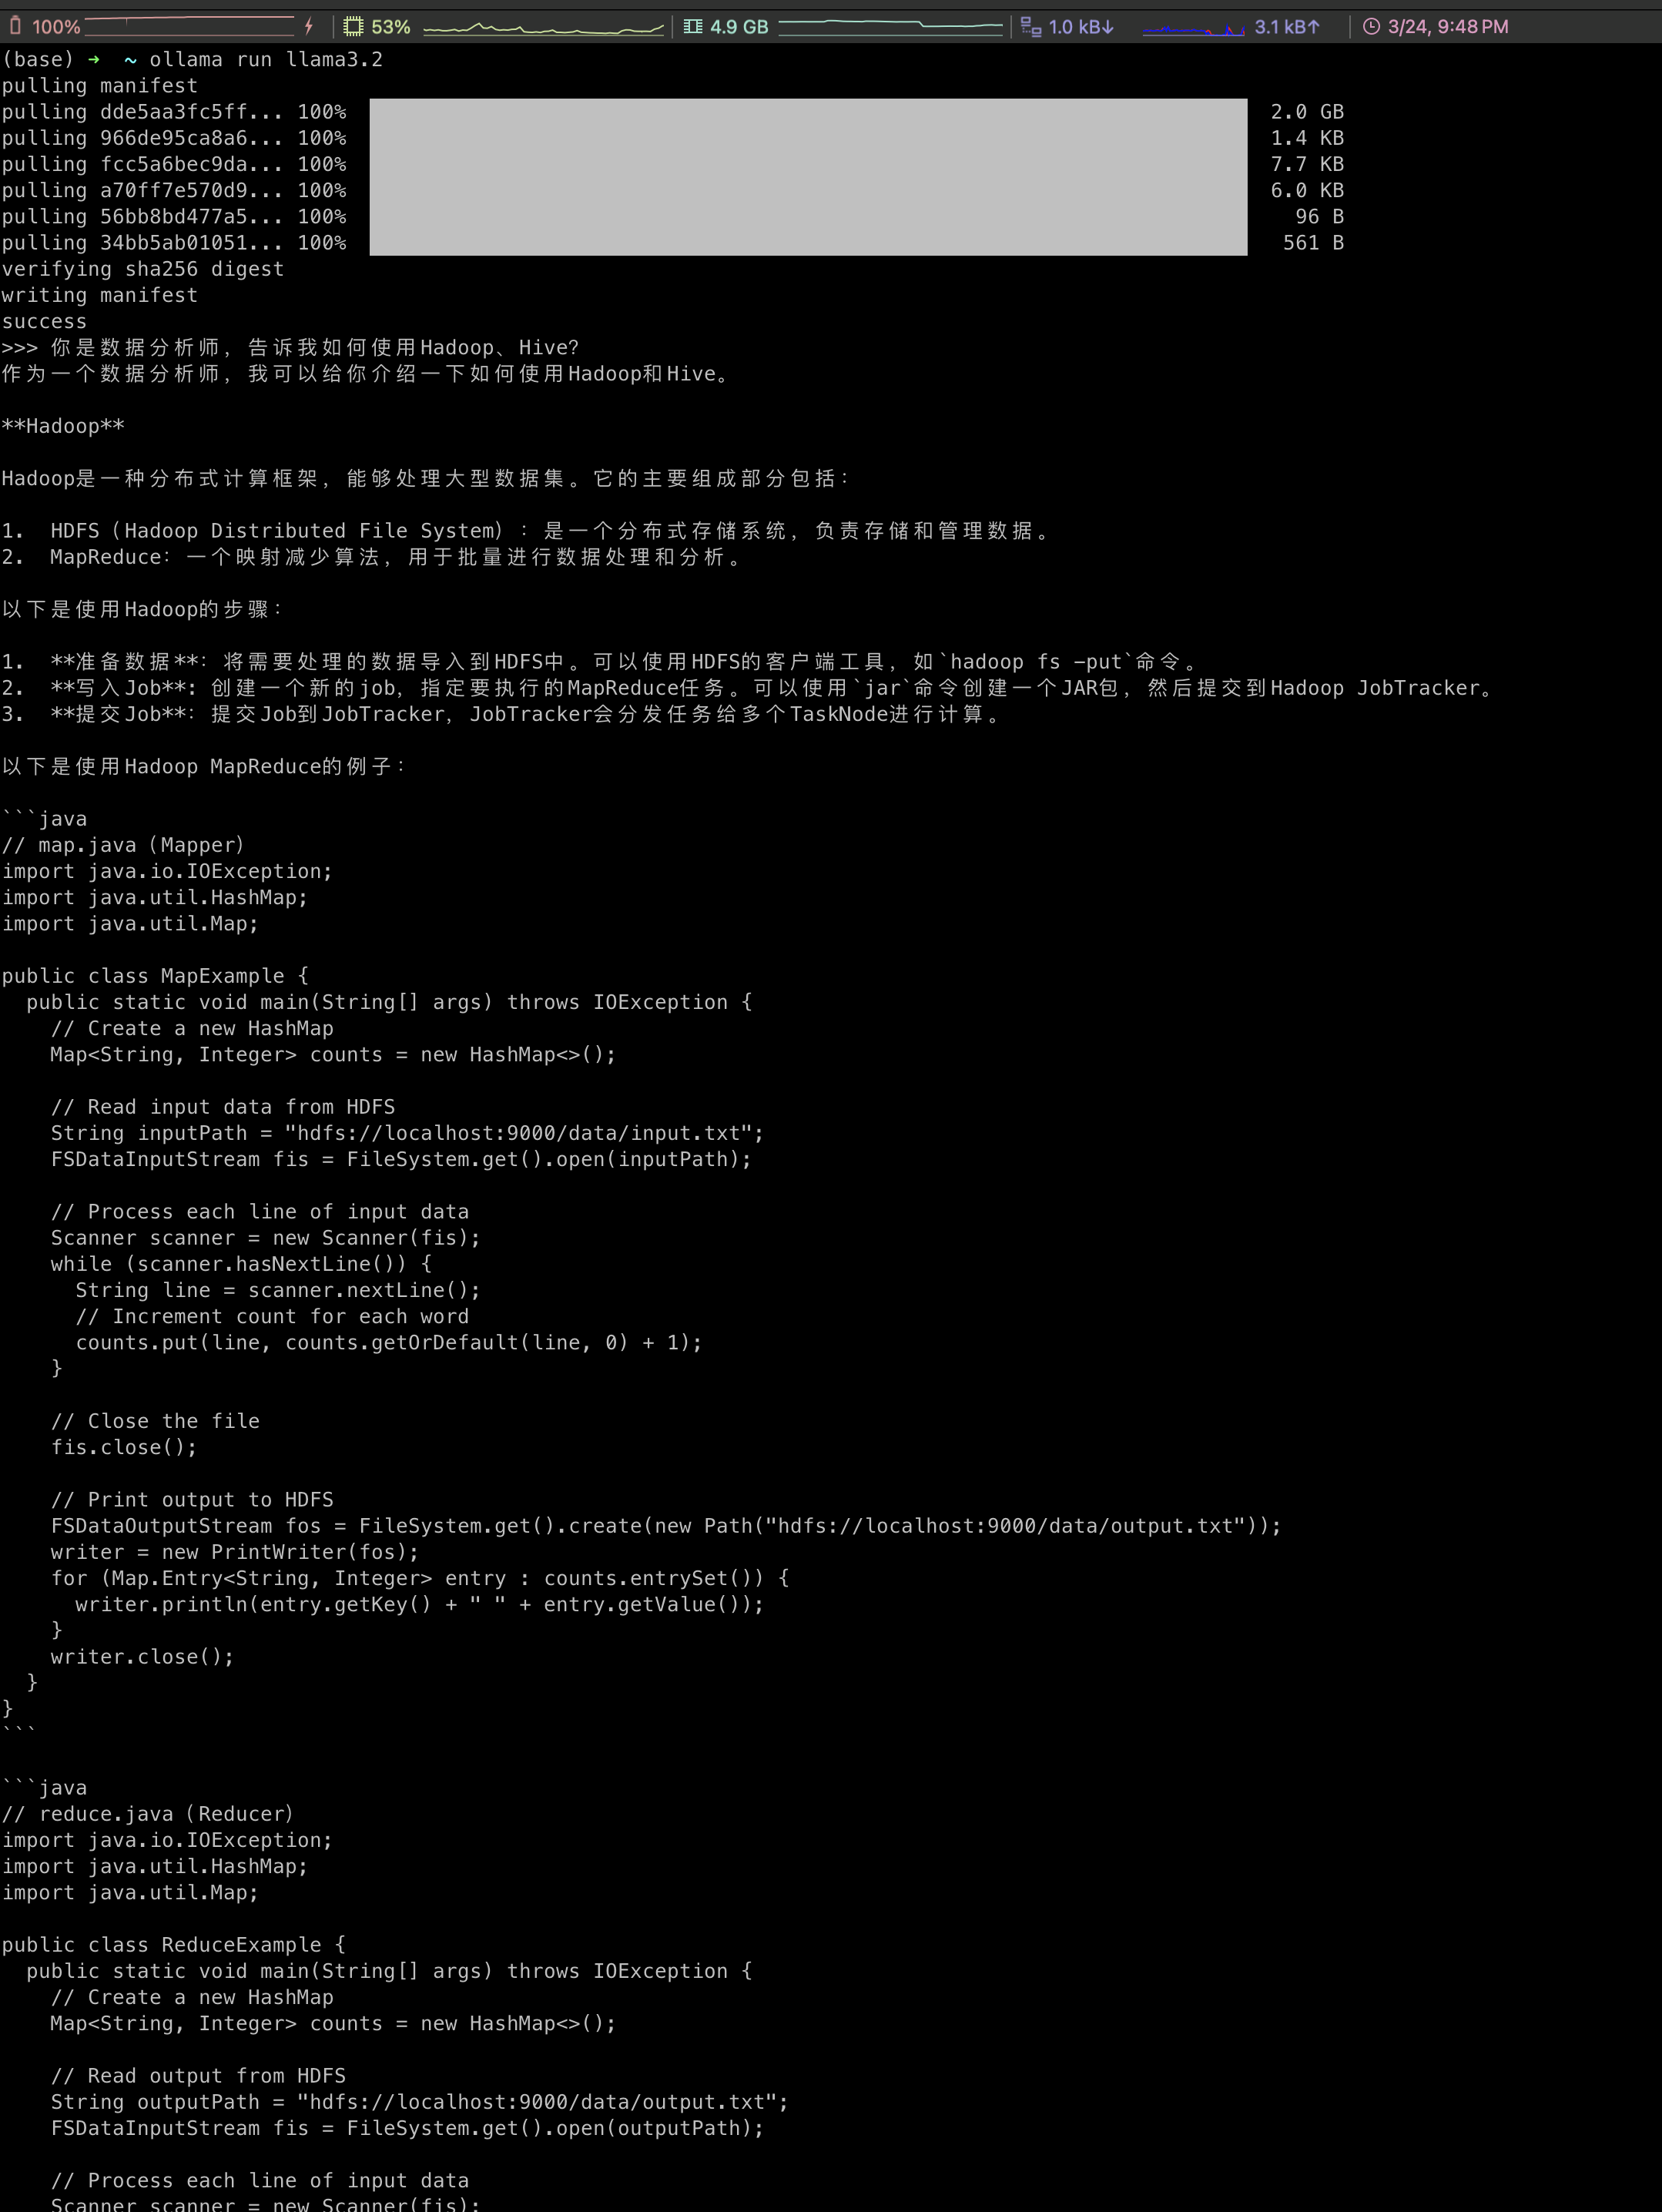 100% 53% 4.9 GB 1.0 kB↓ 3.1 kB↑ 3/24, 9:48 PM
(base) ➜  ~ ollama run llama3.2
pulling manifest
pulling dde5aa3fc5ff... 100% 2.0 GB
pulling 966de95ca8a6... 100% 1.4 KB
pulling fcc5a6bec9da... 100% 7.7 KB
pulling a70ff7e570d9... 100% 6.0 KB
pulling 56bb8bd477a5... 100% 96 B
pulling 34bb5ab01051... 100% 561 B
verifying sha256 digest
writing manifest
success
>>> 你是数据分析师，告诉我如何使用Hadoop、Hive?
作为一个数据分析师，我可以给你介绍一下如何使用Hadoop和Hive。
**Hadoop**
Hadoop是一种分布式计算框架，能够处理大型数据集。它的主要组成部分包括：
1.  HDFS（Hadoop Distributed File System）：是一个分布式存储系统，负责存储和管理数据。
2.  MapReduce：一个映射减少算法，用于批量进行数据处理和分析。
以下是使用Hadoop的步骤：
1.  **准备数据**：将需要处理的数据导入到HDFS中。可以使用HDFS的客户端工具，如`hadoop fs -put`命令。
2.  **写入Job**: 创建一个新的job，指定要执行的MapReduce任务。可以使用`jar`命令创建一个JAR包，然后提交到Hadoop JobTracker。
3.  **提交Job**：提交Job到JobTracker，JobTracker会分发任务给多个TaskNode进行计算。
以下是使用Hadoop MapReduce的例子：
```java
// map.java（Mapper）
import java.io.IOException;
import java.util.HashMap;
import java.util.Map;
public class MapExample {
  public static void main(String[] args) throws IOException {
    // Create a new HashMap
    Map<String, Integer> counts = new HashMap<>();
    // Read input data from HDFS
    String inputPath = "hdfs://localhost:9000/data/input.txt";
    FSDataInputStream fis = FileSystem.get().open(inputPath);
    // Process each line of input data
    Scanner scanner = new Scanner(fis);
    while (scanner.hasNextLine()) {
      String line = scanner.nextLine();
      // Increment count for each word
      counts.put(line, counts.getOrDefault(line, 0) + 1);
    }
    // Close the file
    fis.close();
    // Print output to HDFS
    FSDataOutputStream fos = FileSystem.get().create(new Path("hdfs://localhost:9000/data/output.txt"));
    writer = new PrintWriter(fos);
    for (Map.Entry<String, Integer> entry : counts.entrySet()) {
      writer.println(entry.getKey() + " " + entry.getValue());
    }
    writer.close();
  }
}
```
```java
// reduce.java（Reducer）
import java.io.IOException;
import java.util.HashMap;
import java.util.Map;
public class ReduceExample {
  public static void main(String[] args) throws IOException {
    // Create a new HashMap
    Map<String, Integer> counts = new HashMap<>();
    // Read output from HDFS
    String outputPath = "hdfs://localhost:9000/data/output.txt";
    FSDataInputStream fis = FileSystem.get().open(outputPath);
    // Process each line of input data
    Scanner scanner = new Scanner(fis);